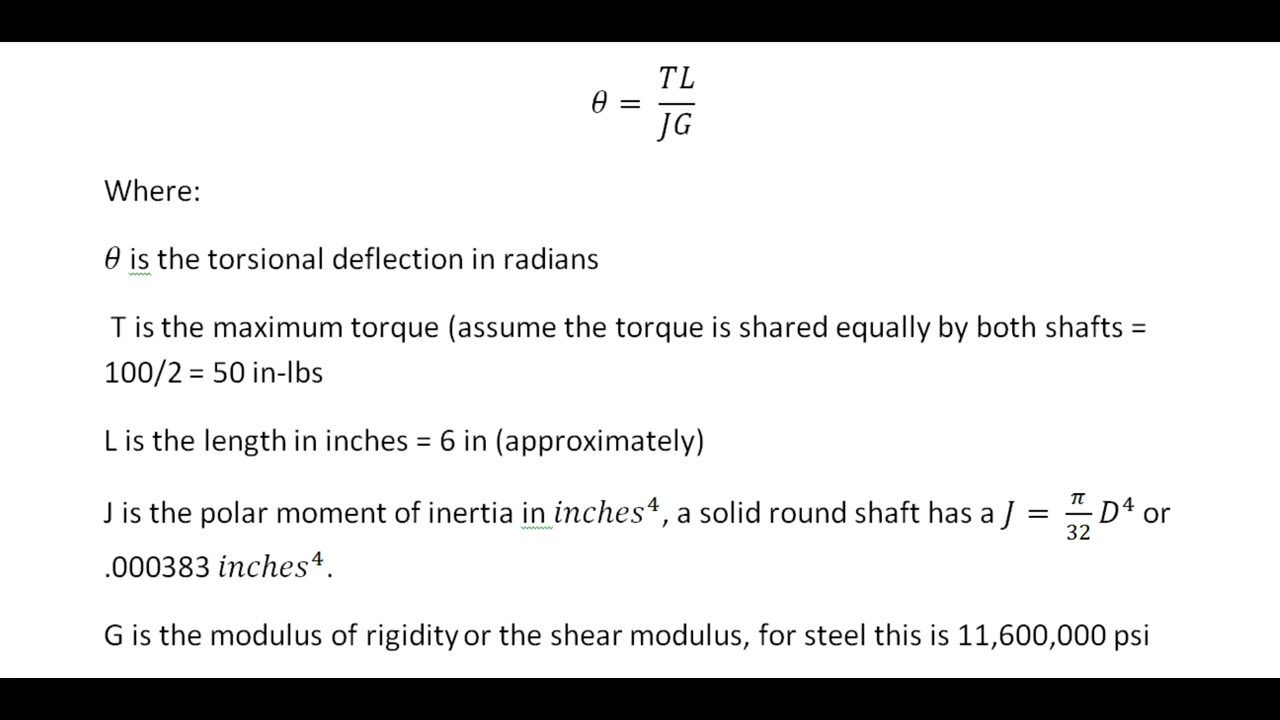 θ = TL/JG
Where:
θ is the torsional deflection in radians
T is the maximum torque (assume the torque is shared equally by both shafts =
100/2 = 50 in-lbs
L is the length in inches = 6 in (approximately)
J is the polar moment of inertia in inches⁴, a solid round shaft has a J = π/32 D⁴ or
.000383 inches⁴.
G is the modulus of rigidity or the shear modulus, for steel this is 11,600,000 psi